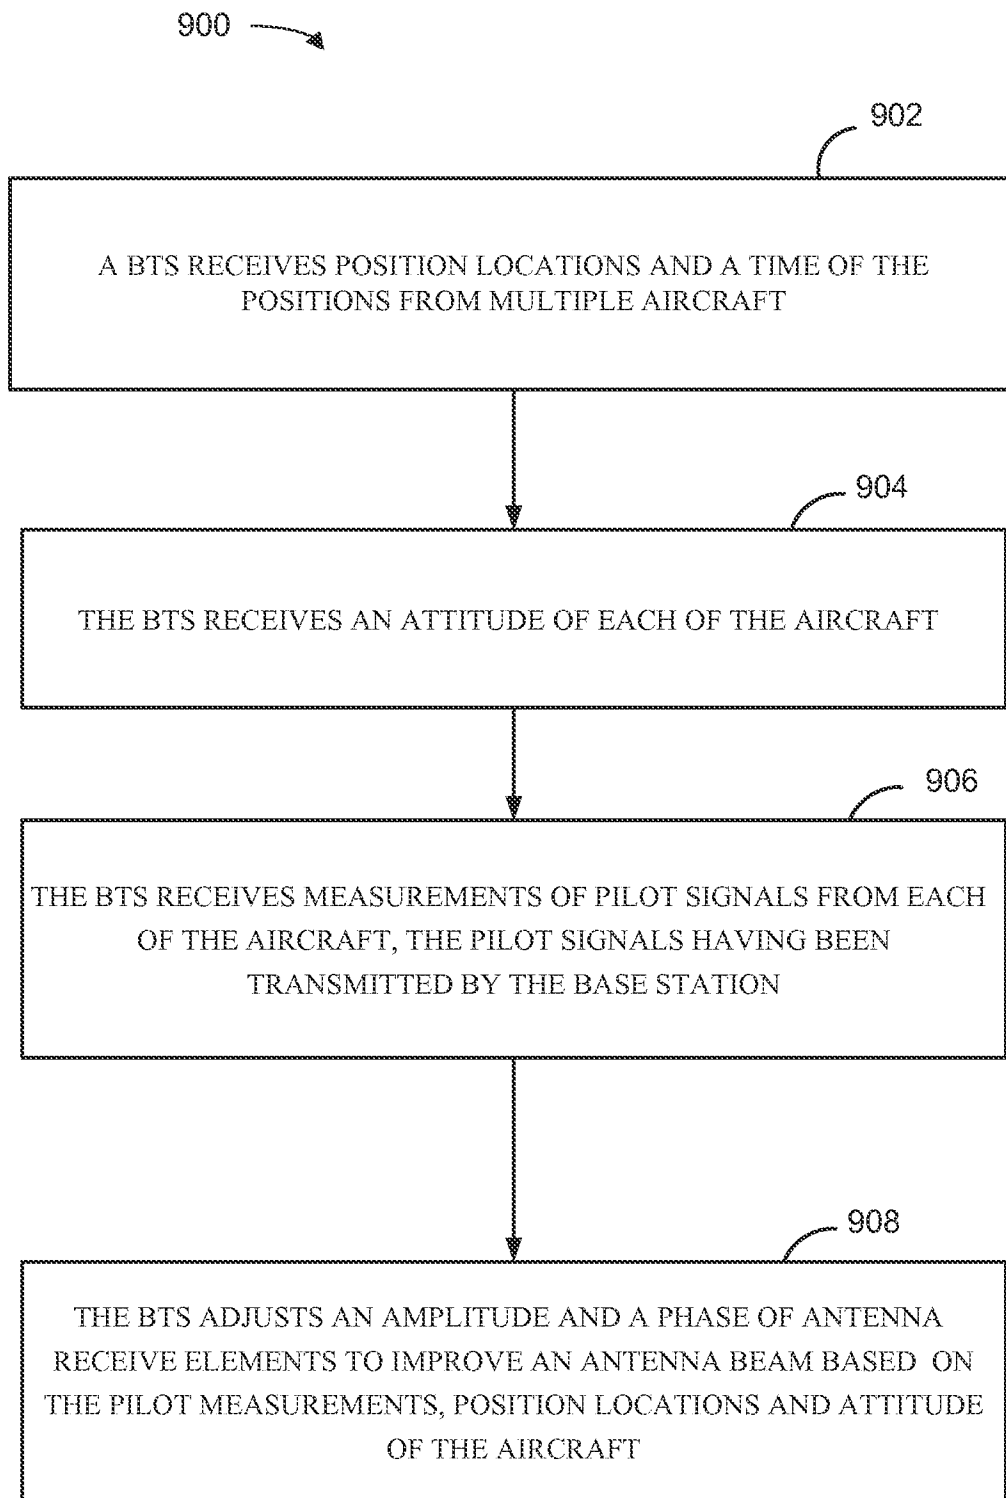 900
902
A BTS RECEIVES POSITION LOCATIONS AND A TIME OF THE
POSITIONS FROM MULTIPLE AIRCRAFT
904
THE BTS RECEIVES AN ATTITUDE OF EACH OF THE AIRCRAFT
906
THE BTS RECEIVES MEASUREMENTS OF PILOT SIGNALS FROM EACH
OF THE AIRCRAFT, THE PILOT SIGNALS HAVING BEEN
TRANSMITTED BY THE BASE STATION
908
THE BTS ADJUSTS AN AMPLITUDE AND A PHASE OF ANTENNA
RECEIVE ELEMENTS TO IMPROVE AN ANTENNA BEAM BASED ON
THE PILOT MEASUREMENTS, POSITION LOCATIONS AND ATTITUDE
OF THE AIRCRAFT